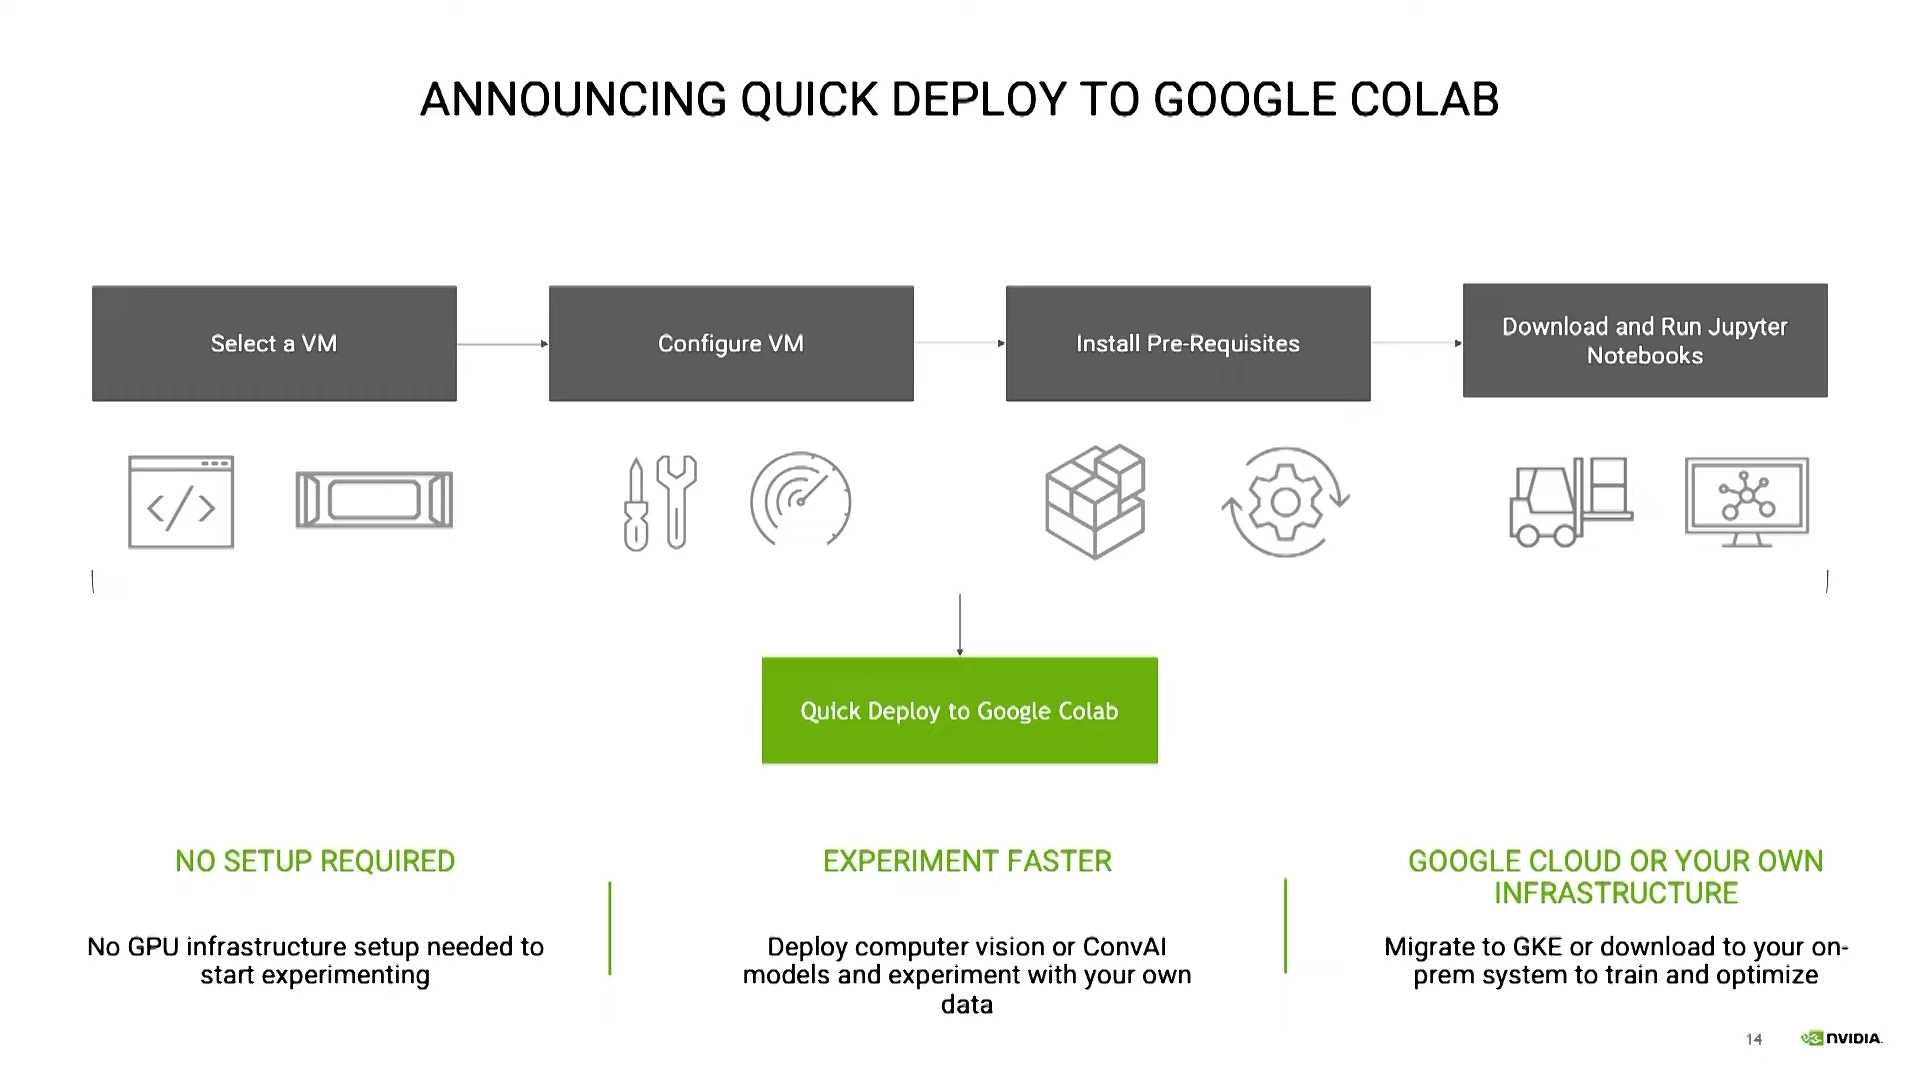 ANNOUNCING QUICK DEPLOY TO GOOGLE COLAB
Select a VM
Configure VM
Install Pre-Requisites
Download and Run Jupyter
Notebooks
</>
Quick Deploy to Google Colab
NO SETUP REQUIRED
No GPU infrastructure setup needed to
start experimenting
EXPERIMENT FASTER
Deploy computer vision or ConvAI
models and experiment with your own
data
GOOGLE CLOUD OR YOUR OWN
INFRASTRUCTURE
Migrate to GKE or download to your on-
prem system to train and optimize
14
NVIDIA.